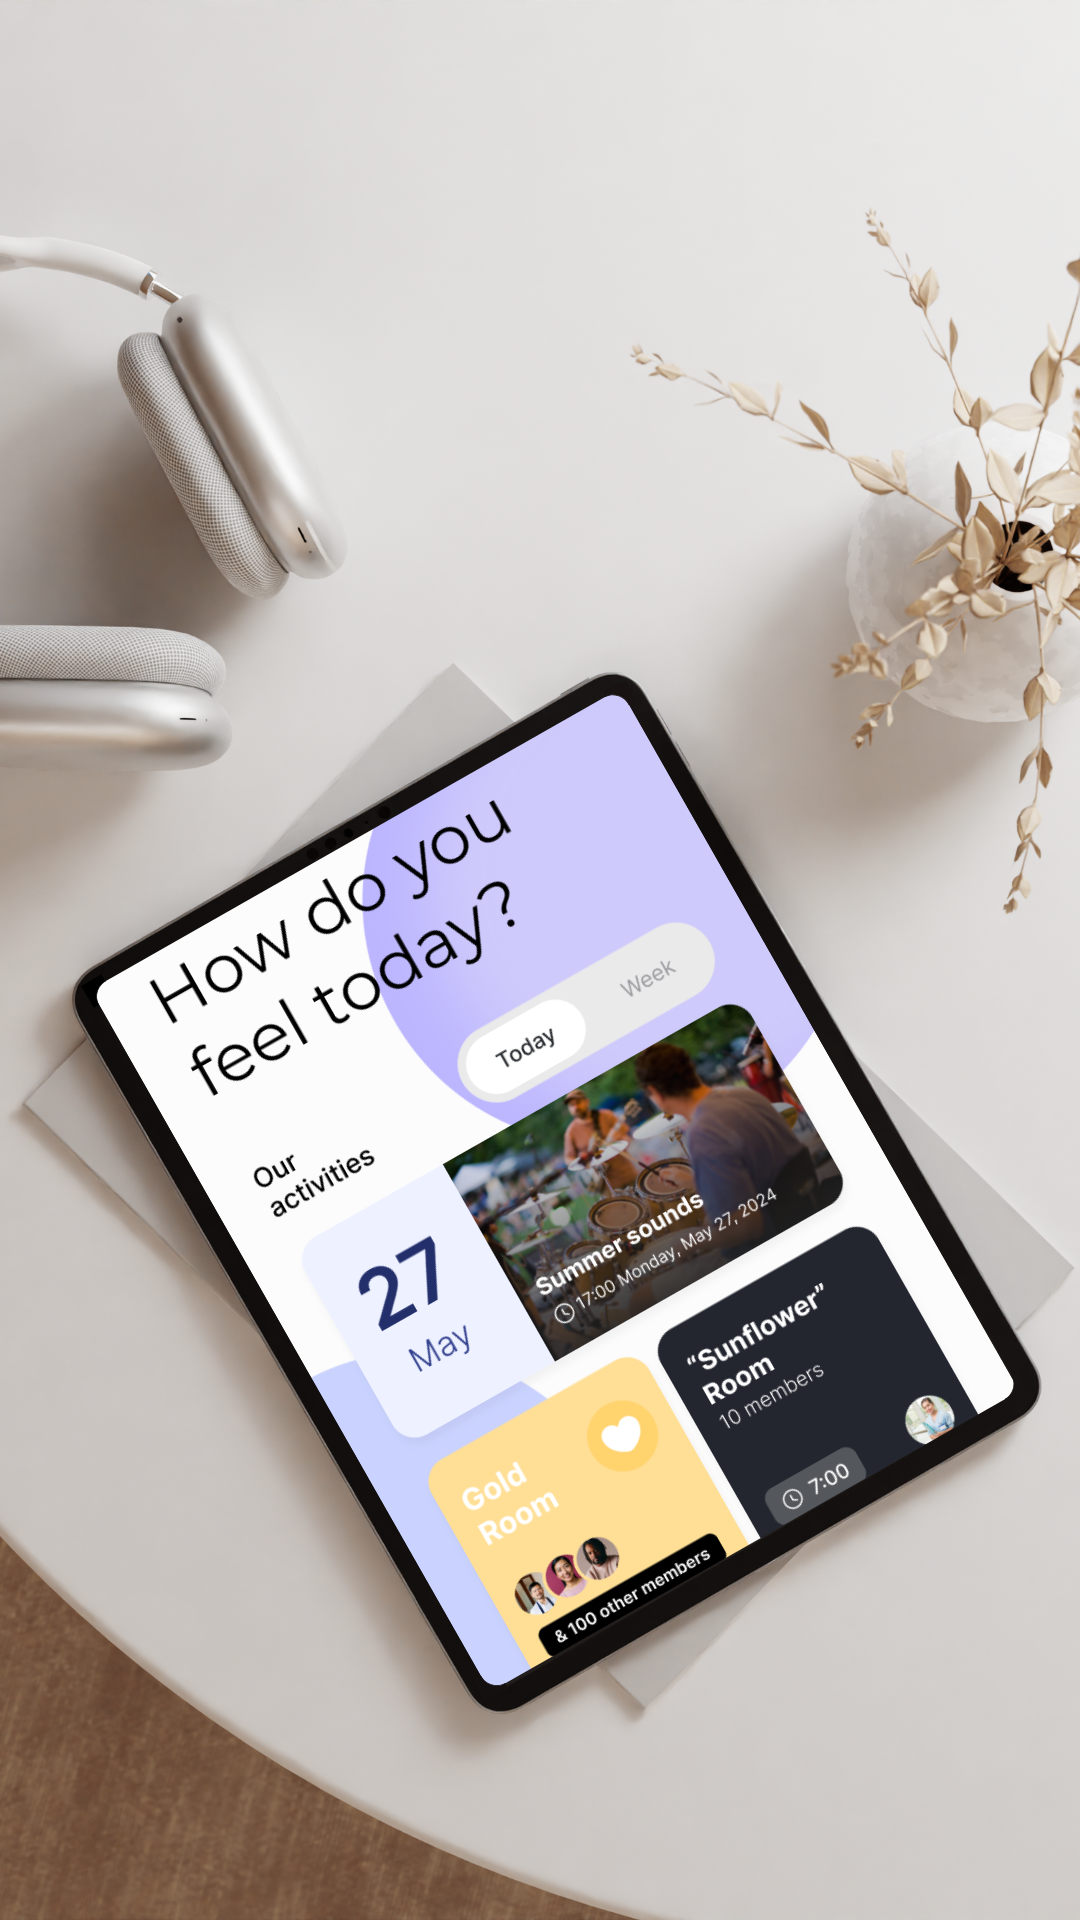 How do you
feel today?
Today
Week
Our
activities
27
May
Summer sounds
17:00 Monday, May 27, 2024
“Sunflower”
Room
10 members
7:00
Gold
Room
& 100 other members